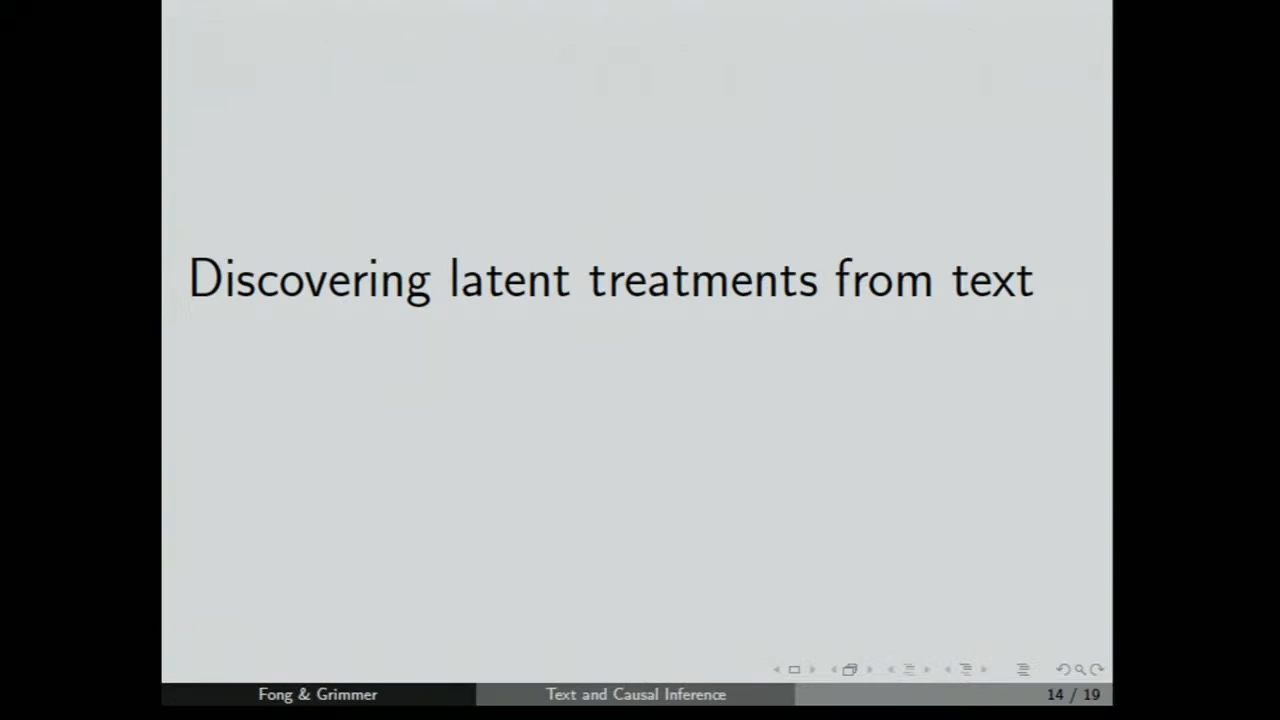 Discovering latent treatments from text
Fong & Grimmer
Text and Causal Inference
14 / 19